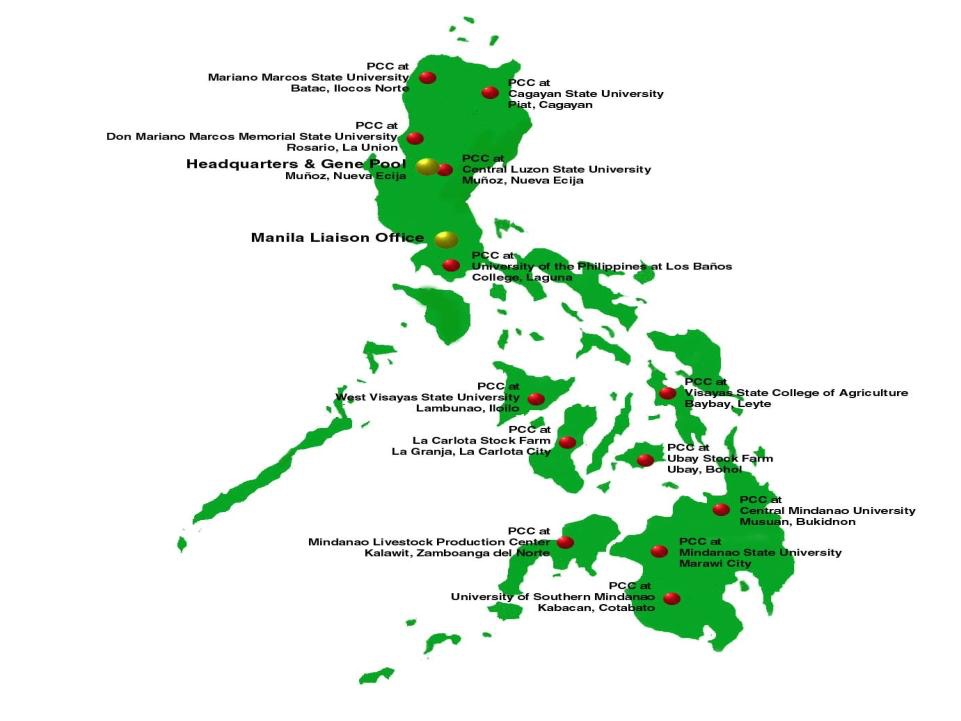 PCC at
Mariano Marcos State University
Batac, Ilocos Norte
PCC at
Cagayan State University
Piat, Cagayan
PCC at
Don Mariano Marcos Memorial State University
Rosario, La Union
Headquarters & Gene Pool
Muñoz, Nueva Ecija
PCC at
Central Luzon State University
Muñoz, Nueva Ecija
Manila Liaison Office
PCC at
University of the Philippines at Los Baños
College, Laguna
PCC at
West Visayas State University
Lambunao, Iloilo
PCC at
Visayas State College of Agriculture
Baybay, Leyte
PCC at
La Carlota Stock Farm
La Granja, La Carlota City
PCC at
Ubay Stock Farm
Ubay, Bohol
PCC at
Central Mindanao University
Musuan, Bukidnon
PCC at
Mindanao Livestock Production Center
Kalawit, Zamboanga del Norte
PCC at
Mindanao State University
Marawi City
PCC at
University of Southern Mindanao
Kabacan, Cotabato